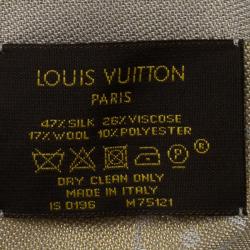 LOUIS VUITTON
PARIS
47% SILK 26% VISCOSE
17% WOOL 10% POLYESTER
DRY CLEAN ONLY
MADE IN ITALY
IS 0196 M75121